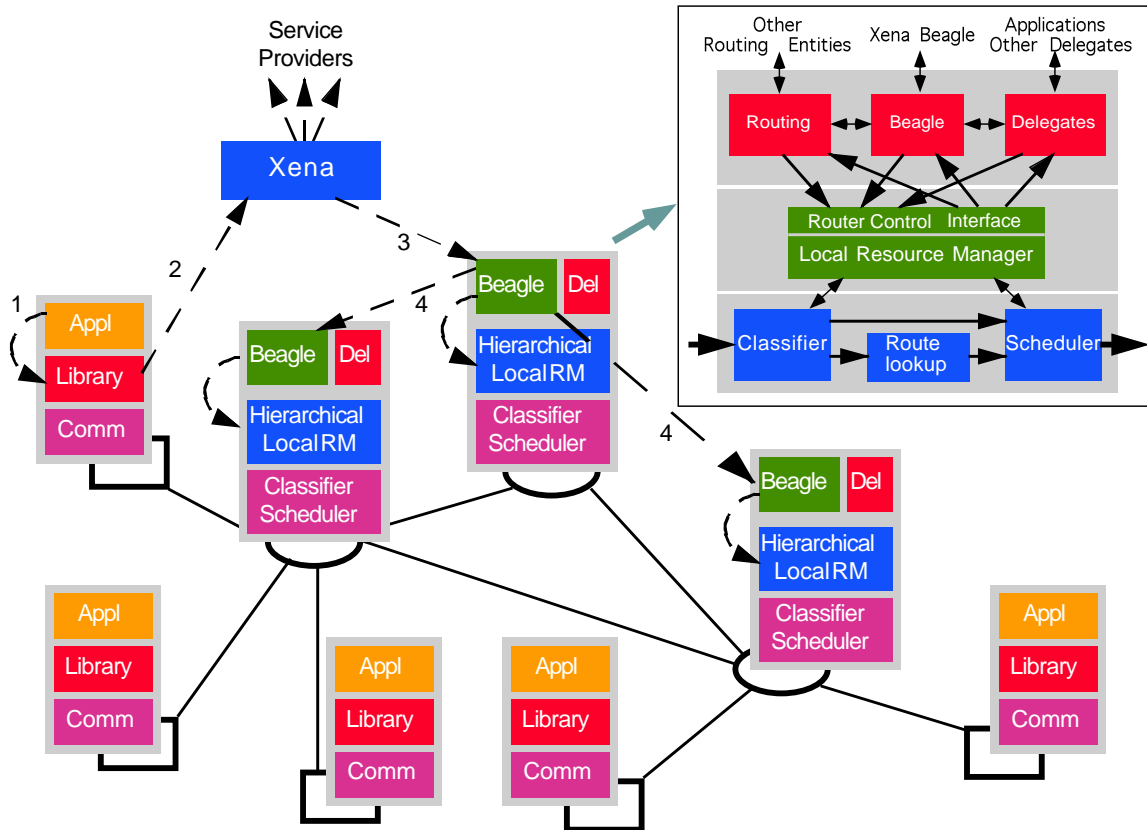 Service
Providers
Xena
1
2
3
4
4
Appl
Library
Comm
Beagle
Del
Hierarchical
LocalRM
Classifier
Scheduler
Beagle
Del
Hierarchical
LocalRM
Classifier
Scheduler
Beagle
Del
Hierarchical
LocalRM
Classifier
Scheduler
Appl
Library
Comm
Appl
Library
Comm
Appl
Library
Comm
Appl
Library
Comm
Other
Routing Entities
Xena Beagle
Applications
Other Delegates
Routing
Beagle
Delegates
Router Control Interface
Local Resource Manager
Classifier
Route
lookup
Scheduler